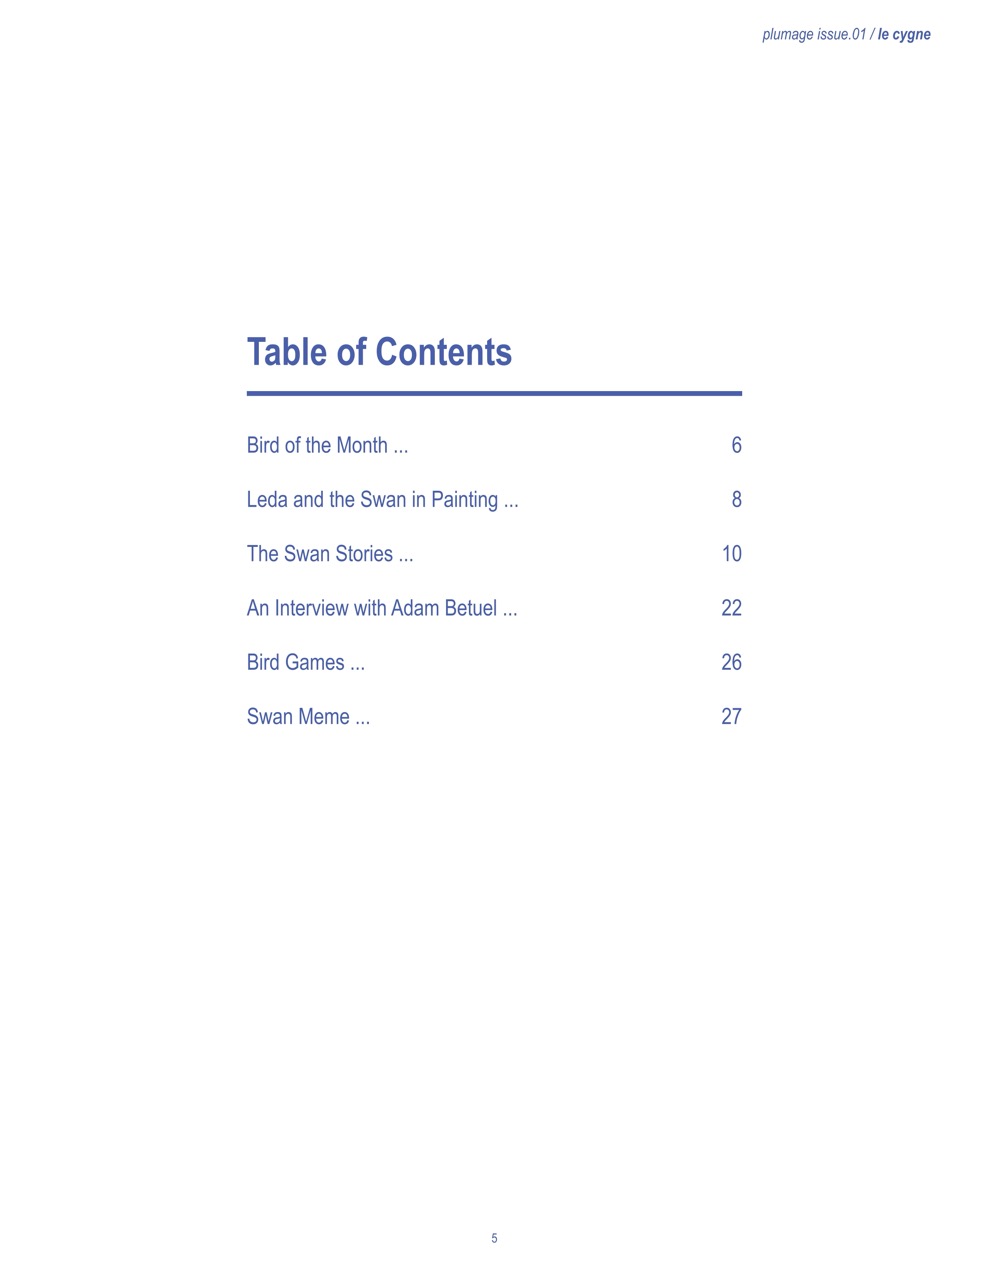 plumage issue.01 / le cygne
Table of Contents
Bird of the Month ... 6
Leda and the Swan in Painting ... 8
The Swan Stories ... 10
An Interview with Adam Betuel ... 22
Bird Games ... 26
Swan Meme ... 27
5